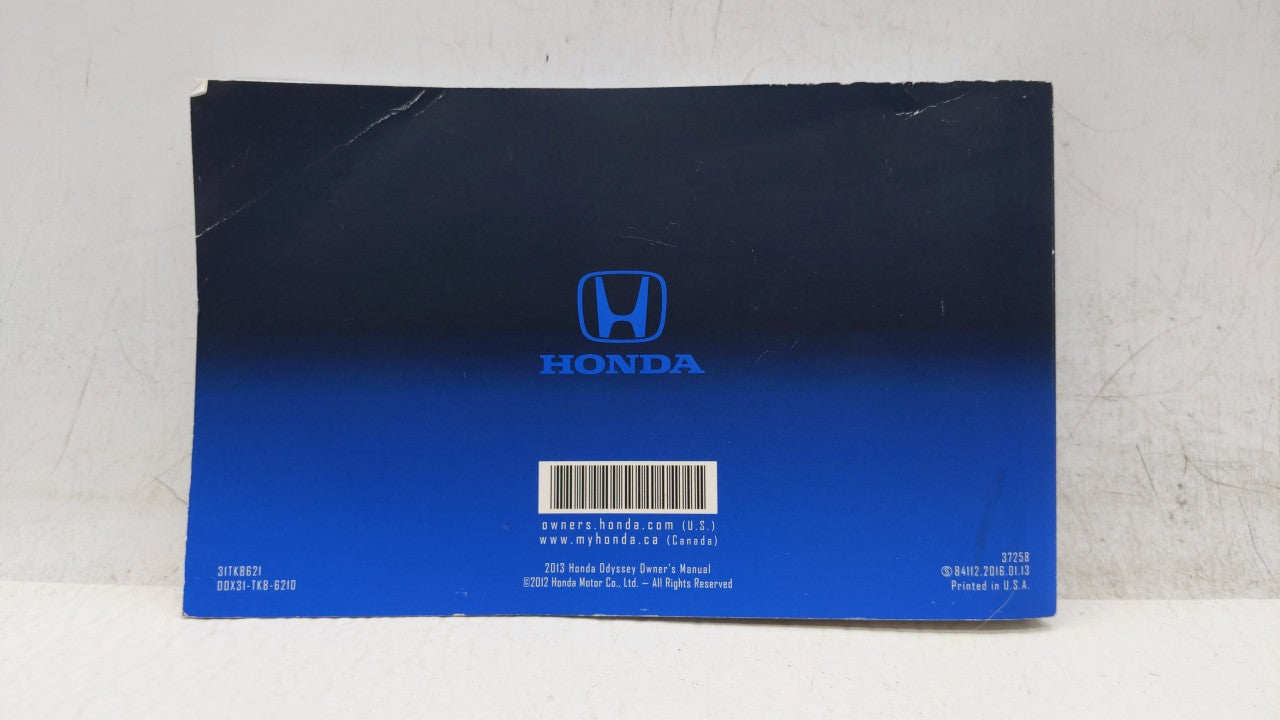 HONDA
owners.honda.com (U.S.)
www.myhonda.ca (Canada)
2013 Honda Odyssey Owner's Manual
©2012 Honda Motor Co., Ltd. — All Rights Reserved
31TK8621
00X31-TK8-6210
37258
Ⓢ B4112.2016.01.13
Printed in U.S.A.